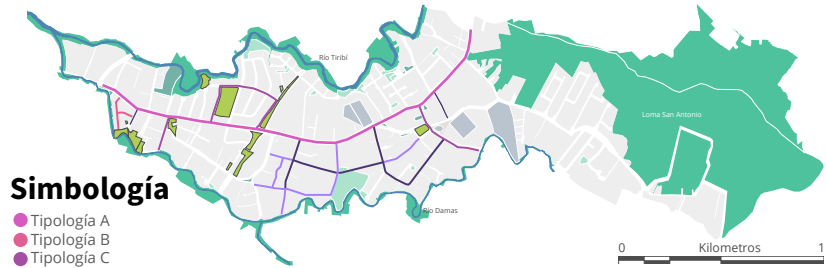 Río Tiribí
Loma San Antonio
Río Damas
Simbología
Tipología A
Tipología B
Tipología C
0 Kilometros 1